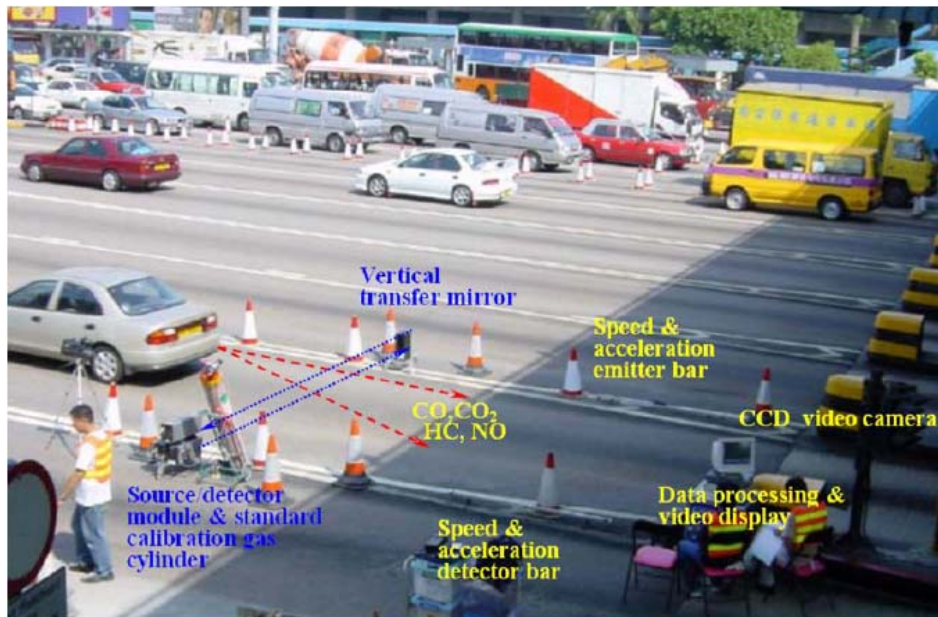 Vertical
transfer mirror
Speed &
acceleration
emitter bar
CO,CO2
HC, NO
CCD video camera
Source/detector
module & standard
calibration gas
cylinder
Speed &
acceleration
detector bar
Data processing &
video display